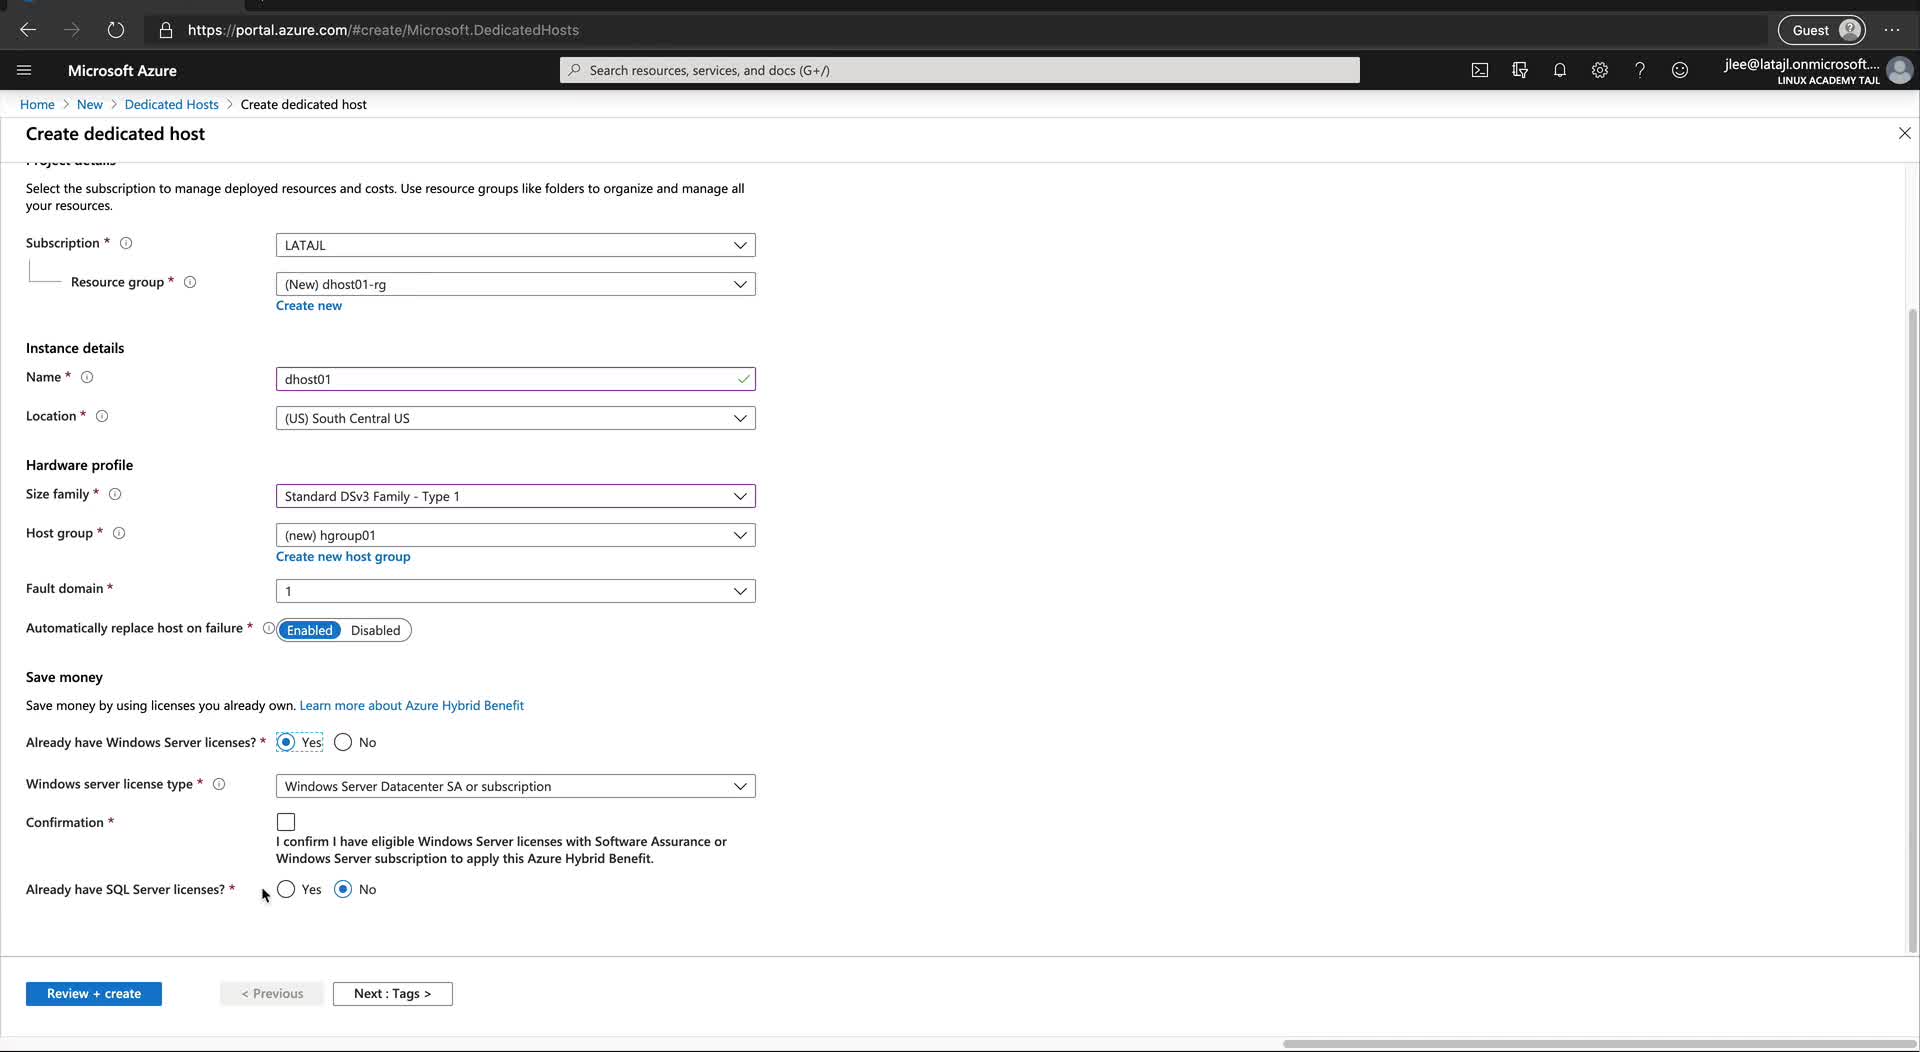 https://portal.azure.com/#create/Microsoft.DedicatedHosts
Guest
Microsoft Azure
Search resources, services, and docs (G+/)
jlee@latajl.onmicrosoft....
LINUX ACADEMY TAJL
Home > New > Dedicated Hosts > Create dedicated host
Create dedicated host
Project details
Select the subscription to manage deployed resources and costs. Use resource groups like folders to organize and manage all
your resources.
Subscription *
LATAJL
Resource group *
(New) dhost01-rg
Create new
Instance details
Name *
dhost01
Location *
(US) South Central US
Hardware profile
Size family *
Standard DSv3 Family - Type 1
Host group *
(new) hgroup01
Create new host group
Fault domain *
1
Automatically replace host on failure *
Enabled Disabled
Save money
Save money by using licenses you already own. Learn more about Azure Hybrid Benefit
Already have Windows Server licenses? *
Yes No
Windows server license type *
Windows Server Datacenter SA or subscription
Confirmation *
I confirm I have eligible Windows Server licenses with Software Assurance or
Windows Server subscription to apply this Azure Hybrid Benefit.
Already have SQL Server licenses? *
Yes No
Review + create
< Previous
Next : Tags >